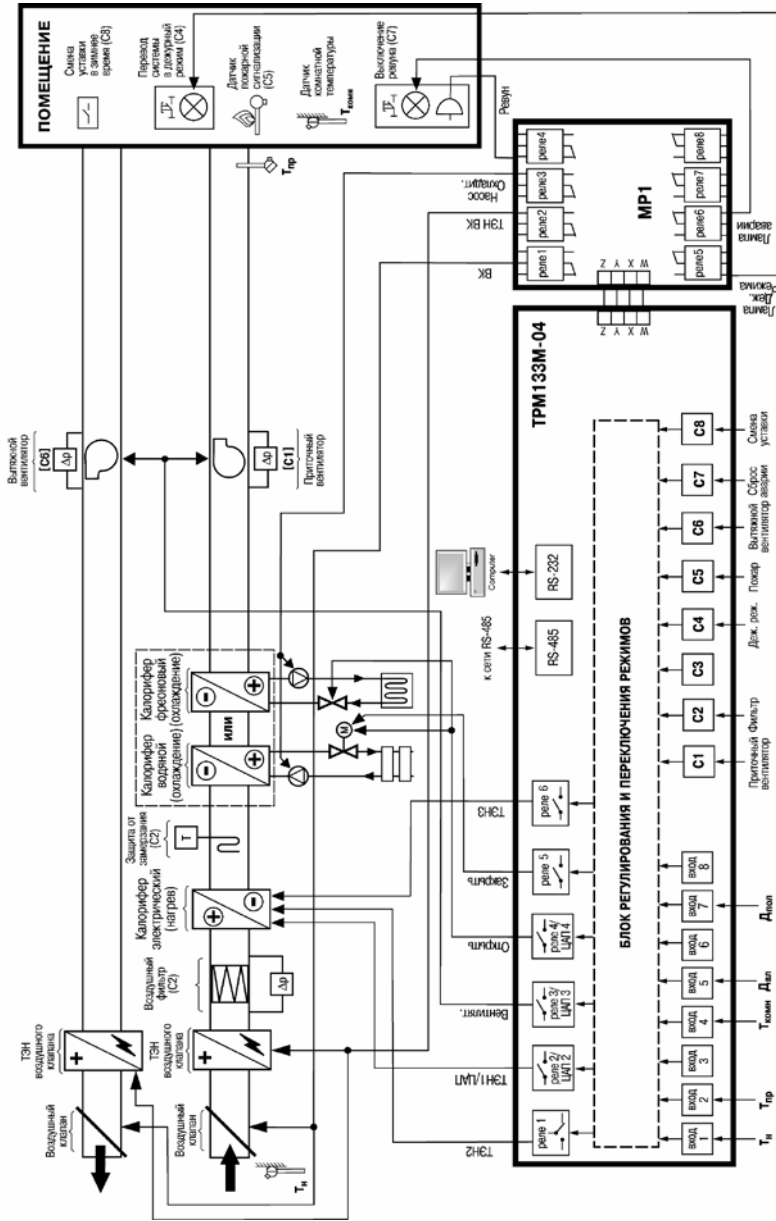 ПОМЕЩЕНИЕ
Смена
уставки
в зимнее
время (С8)
Перевод
системы
в дежурный
режим (С4)
Датчик
пожарной
сигнализации
(С5)
Датчик
комнатной
температуры
Tкомн
Выключение
ревуна (С7)
Tпр
Ревун
Вытяжной
вентилятор
[С6]
Δp
Δp
[С1]
Приточный
вентилятор
Калорифер
фреоновый
(охлаждение)
или
Калорифер
водяной
(охлаждение)
M
Защита от
замерзания
(С2)
T
Калорифер
электрический
(нагрев)
Воздушный
фильтр
(С2)
Δp
ТЭН
воздушного
клапана
ТЭН
воздушного
клапана
Воздушный
клапан
Воздушный
клапан
Tн
ВК
ТЭН ВК
Насос
Охладит.
реле1
реле2
реле3
реле4
МР1
реле5
реле6
реле7
реле8
Лампа
Деж.
Режима
Лампа
аварии
Z
Y
X
W
Z
Y
X
W
ТРМ133М-04
Computer
к сети RS-485
RS-485
RS-232
ТЭН2
ТЭН1/ЦАП
Вентилят.
Открыть
Закрыть
ТЭН3
реле 1
реле 2/
ЦАП 2
реле 3/
ЦАП 3
реле 4/
ЦАП 4
реле 5
реле 6
БЛОК РЕГУЛИРОВАНИЯ И ПЕРЕКЛЮЧЕНИЯ РЕЖИМОВ
вход
1
вход
2
вход
3
вход
4
вход
5
вход
6
вход
7
вход
8
С1
С2
С3
С4
С5
С6
С7
С8
Tн
Tпр
Tкомн
Двл
Дпол
Приточный
вентилятор
Фильтр
Деж. реж.
Пожар
Вытяжной
вентилятор
Сброс
аварии
Смена
уставки